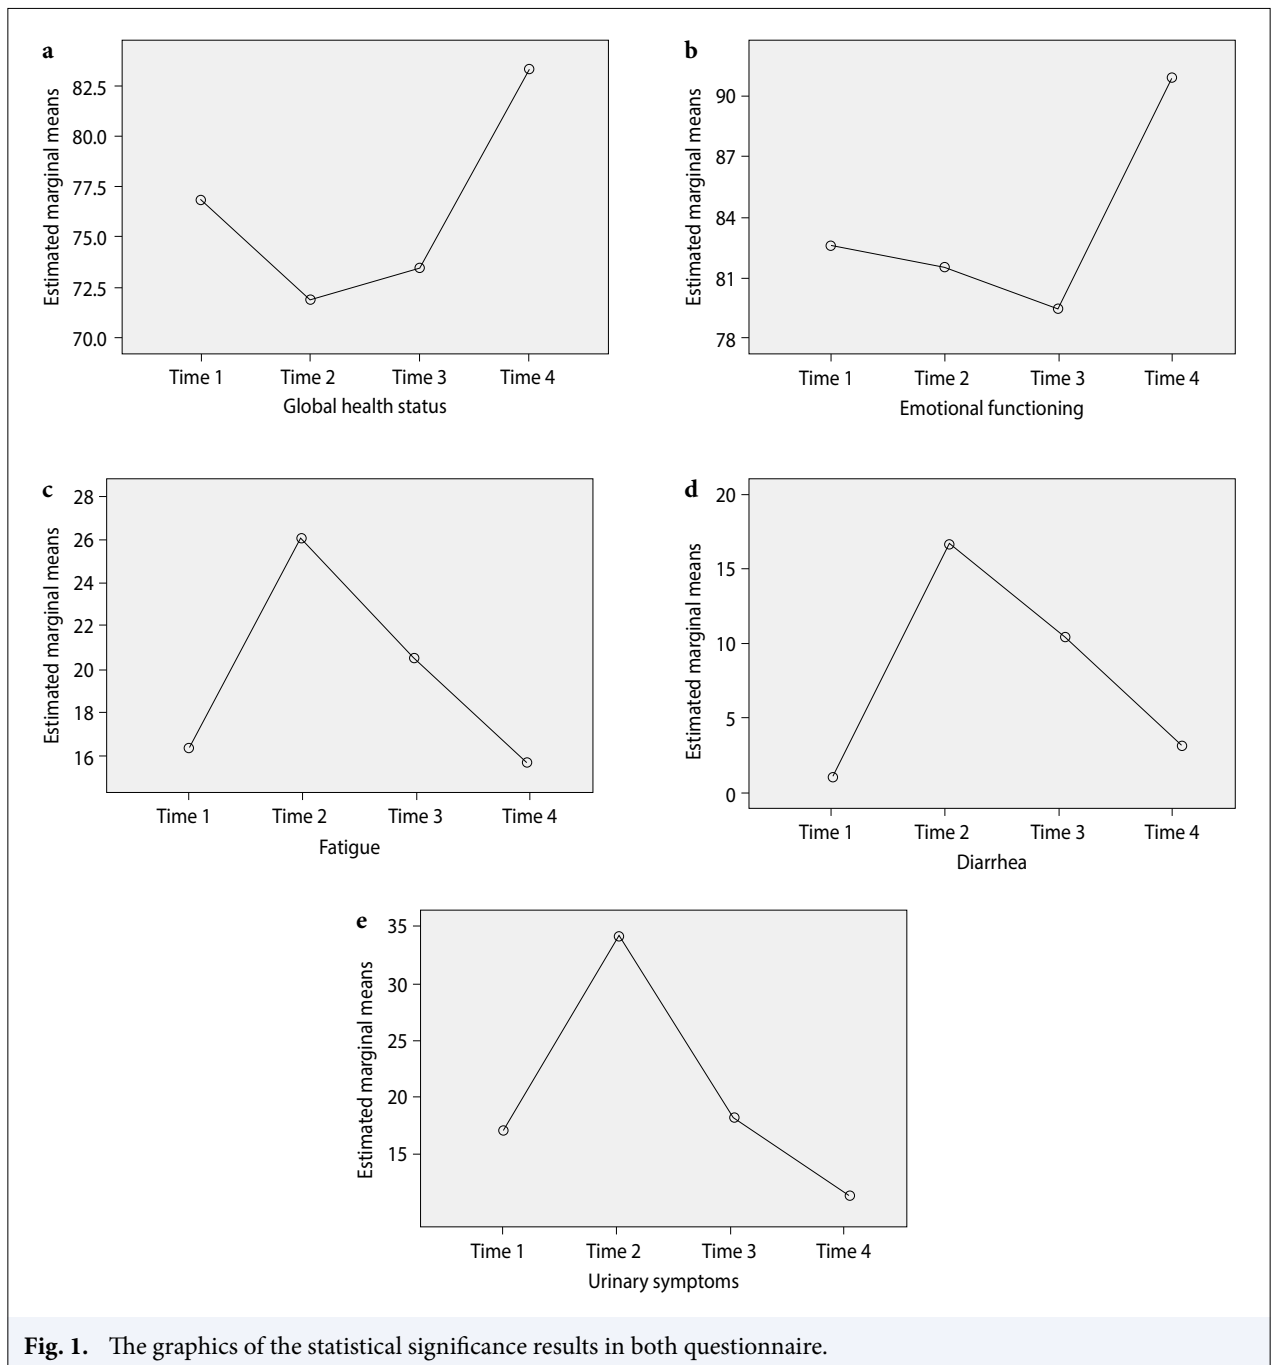 a
Estimated marginal means
82.5
80.0
77.5
75.0
72.5
70.0
Time 1 Time 2 Time 3 Time 4
Global health status
b
Estimated marginal means
90
87
84
81
78
Time 1 Time 2 Time 3 Time 4
Emotional functioning
c
Estimated marginal means
28
26
24
22
20
18
16
Time 1 Time 2 Time 3 Time 4
Fatigue
d
Estimated marginal means
20
15
10
5
0
Time 1 Time 2 Time 3 Time 4
Diarrhea
e
Estimated marginal means
35
30
25
20
15
Time 1 Time 2 Time 3 Time 4
Urinary symptoms
Fig. 1. The graphics of the statistical significance results in both questionnaire.